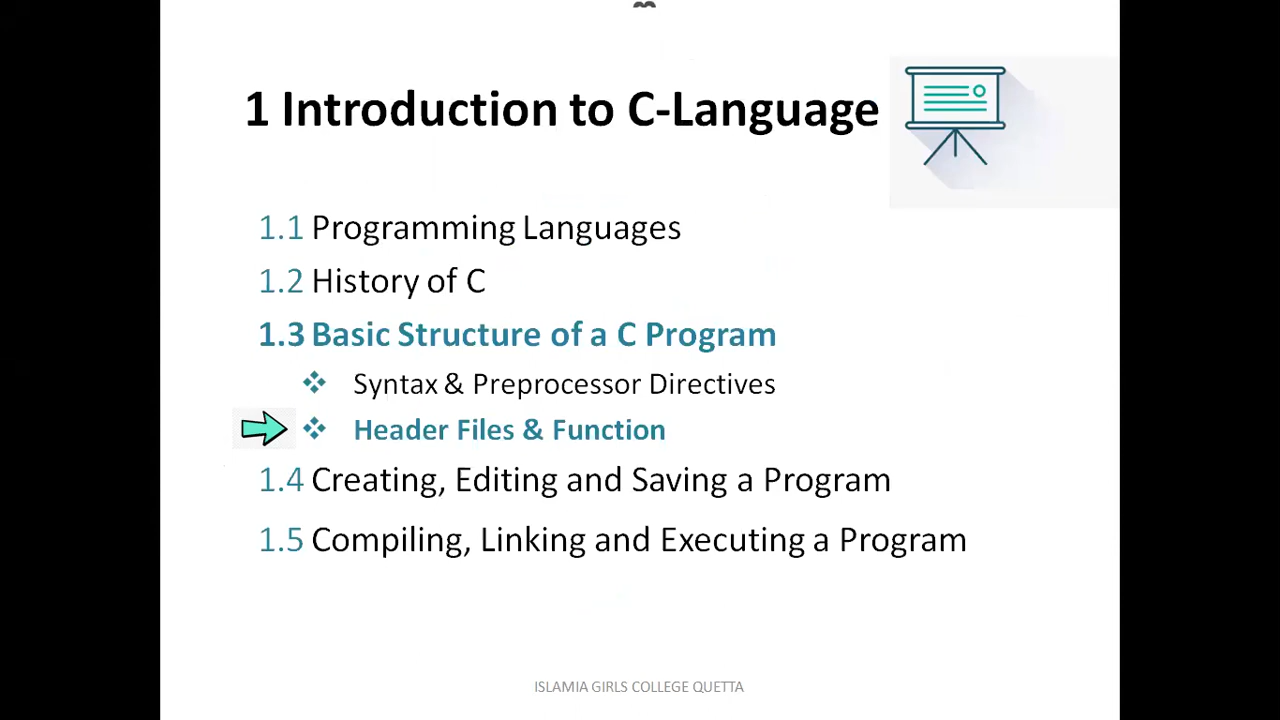 1 Introduction to C-Language
1.1 Programming Languages
1.2 History of C
1.3 Basic Structure of a C Program
❖ Syntax & Preprocessor Directives
❖ Header Files & Function
1.4 Creating, Editing and Saving a Program
1.5 Compiling, Linking and Executing a Program
ISLAMIA GIRLS COLLEGE QUETTA